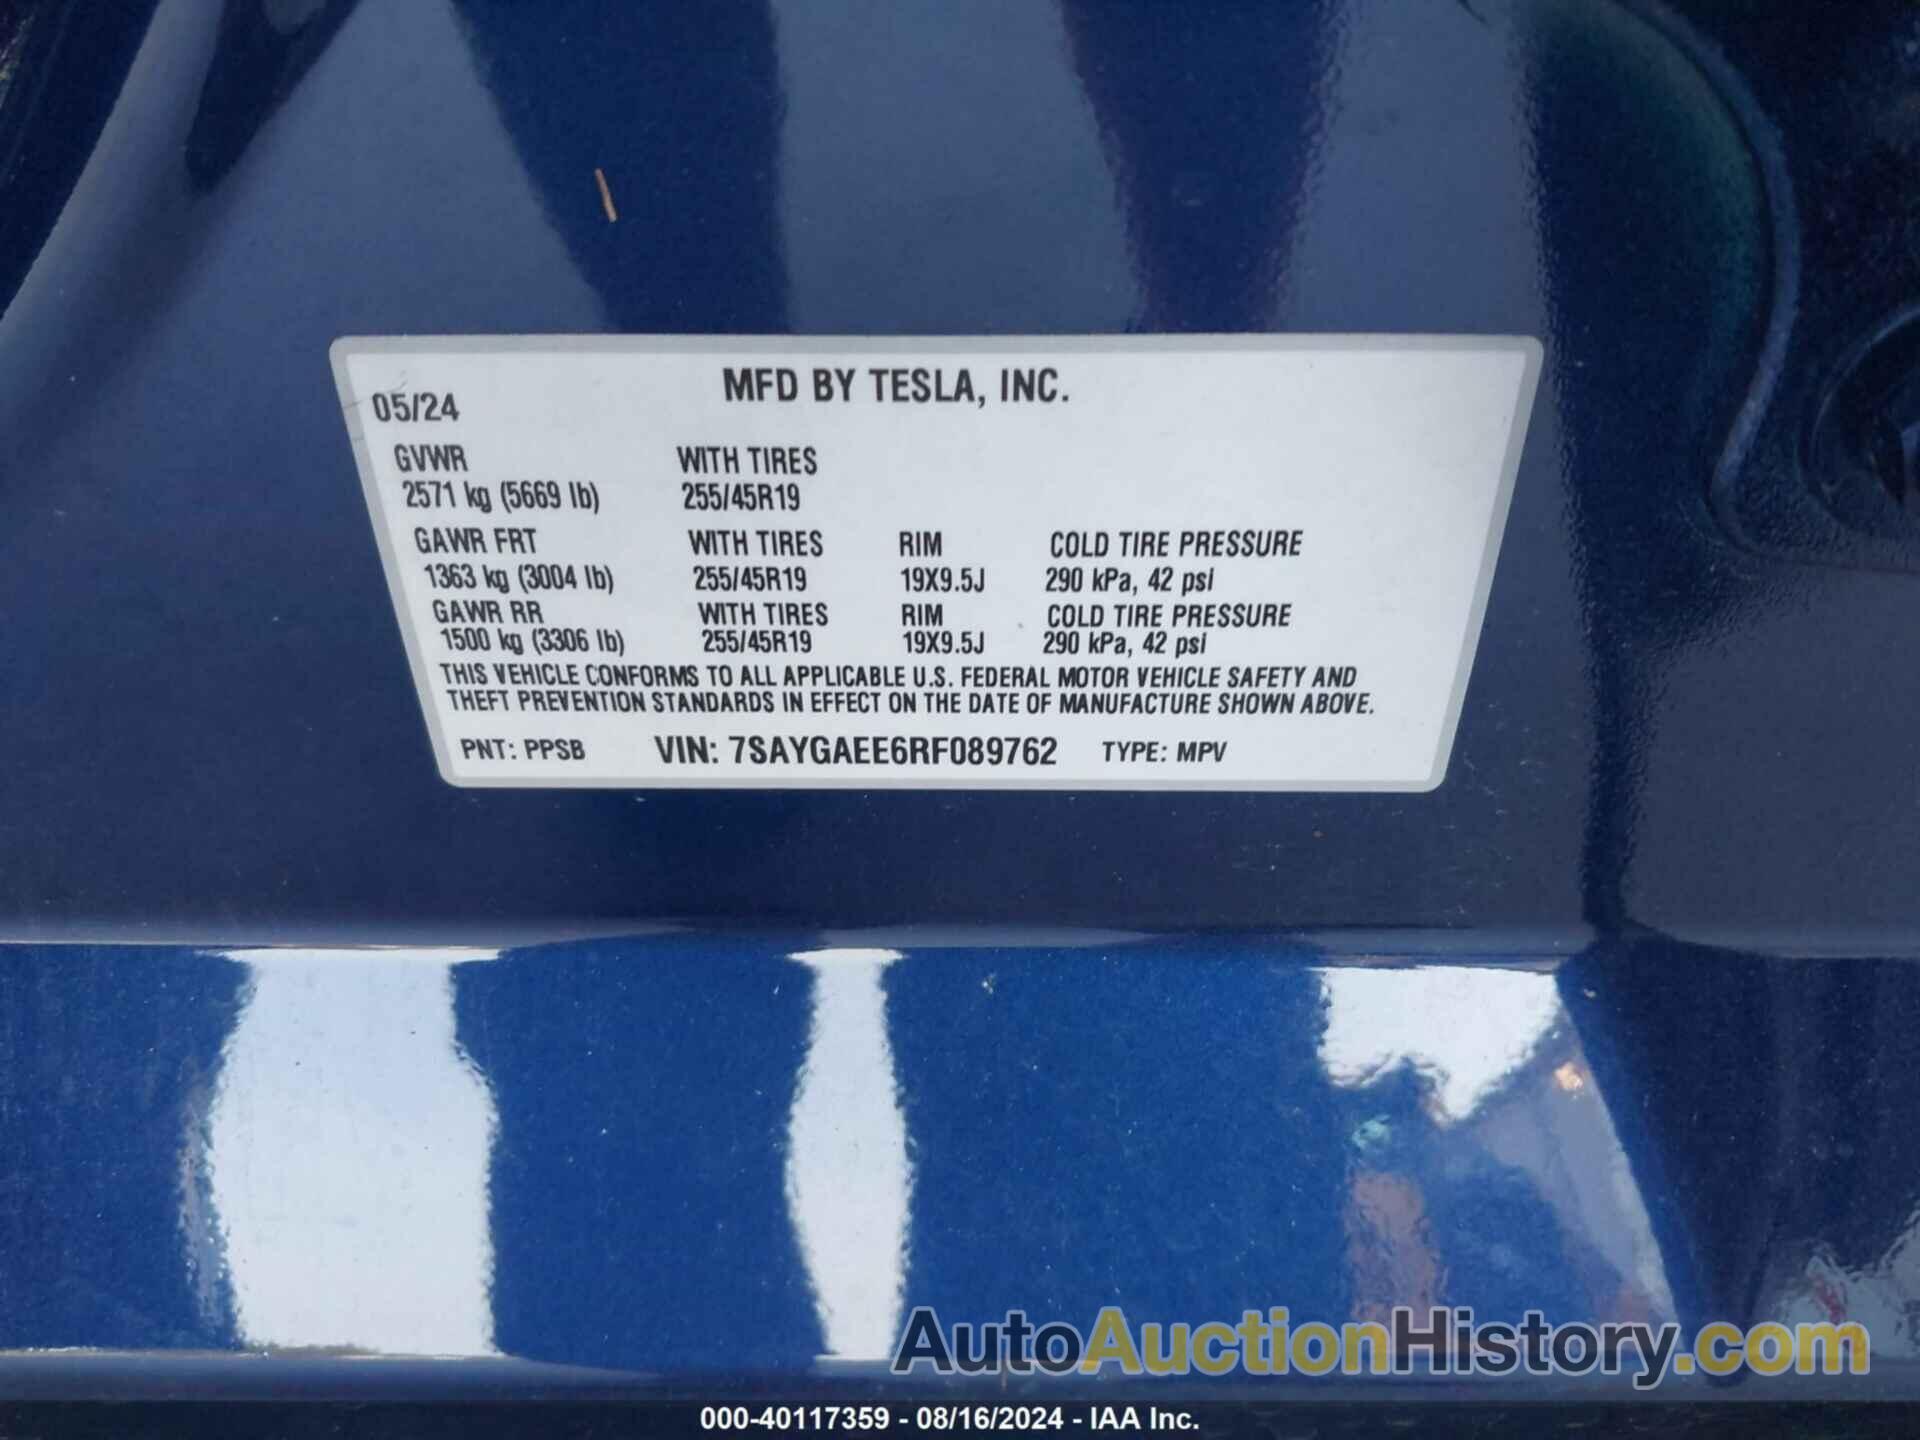 MFD BY TESLA, INC.
05/24
GVWR WITH TIRES
2571 kg (5669 lb) 255/45R19
GAWR FRT WITH TIRES RIM COLD TIRE PRESSURE
1363 kg (3004 lb) 255/45R19 19X9.5J 290 kPa, 42 psi
GAWR RR WITH TIRES RIM COLD TIRE PRESSURE
1500 kg (3306 lb) 255/45R19 19X9.5J 290 kPa, 42 psi
THIS VEHICLE CONFORMS TO ALL APPLICABLE U.S. FEDERAL MOTOR VEHICLE SAFETY AND
THEFT PREVENTION STANDARDS IN EFFECT ON THE DATE OF MANUFACTURE SHOWN ABOVE.
PNT: PPSB VIN: 7SAYGAEE6RF089762 TYPE: MPV
AutoAuctionHistory.com
000-40117359 - 08/16/2024 - IAA Inc.